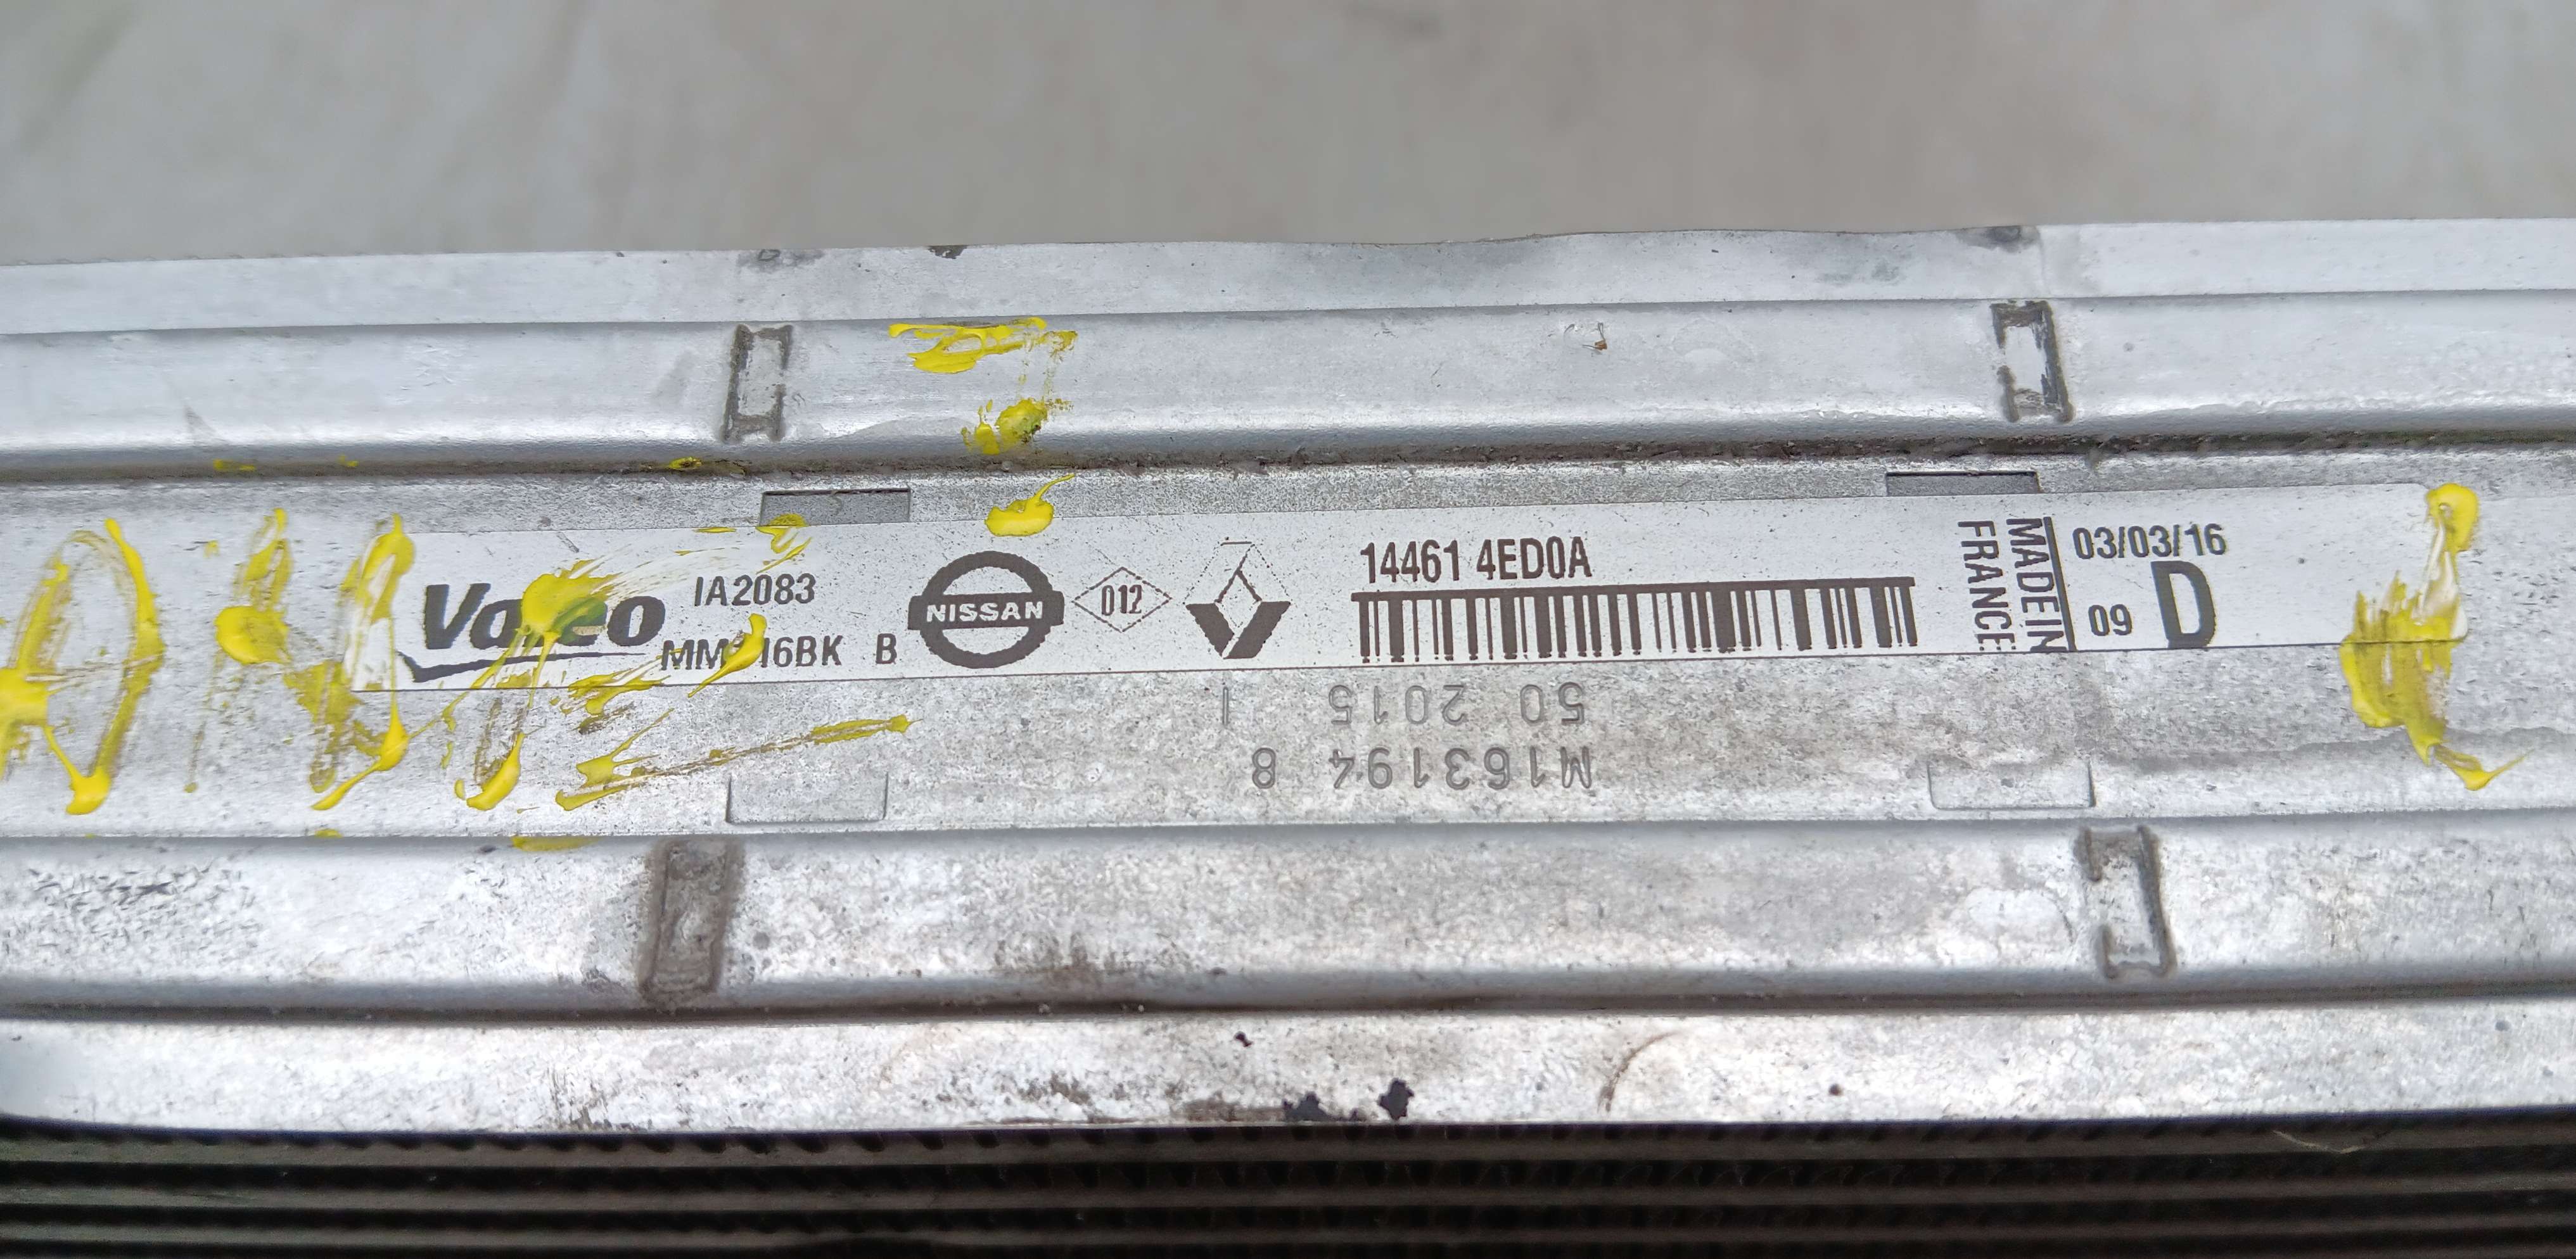 Valeo
IA2083
16BK B
NISSAN
012
14461 4ED0A
MADE IN
FRANCE
03/03/16
09 D
M163194 8
50 2015 1